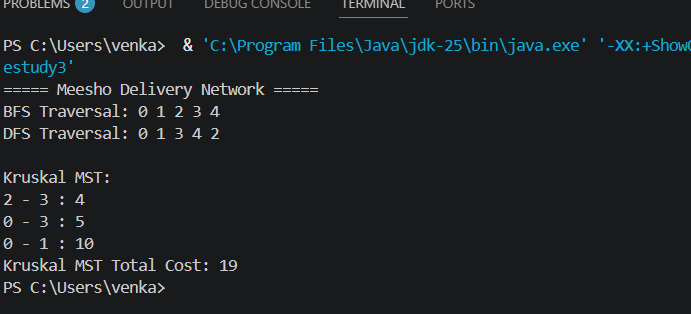 PROBLEMS 2 OUTPUT DEBUG CONSOLE TERMINAL PORTS
PS C:\Users\venka>  & 'C:\Program Files\Java\jdk-25\bin\java.exe' '-XX:+Show
estudy3'
===== Meesho Delivery Network =====
BFS Traversal: 0 1 2 3 4
DFS Traversal: 0 1 3 4 2
Kruskal MST:
2 - 3 : 4
0 - 3 : 5
0 - 1 : 10
Kruskal MST Total Cost: 19
PS C:\Users\venka>